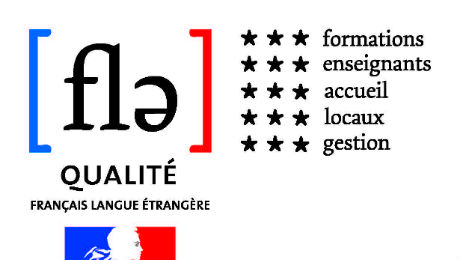 [flə]
QUALITÉ
FRANÇAIS LANGUE ÉTRANGÈRE
★ ★ ★ formations
★ ★ ★ enseignants
★ ★ ★ accueil
★ ★ ★ locaux
★ ★ ★ gestion